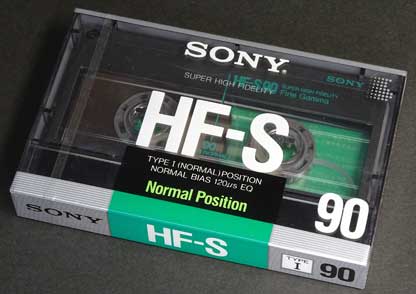 SONY
SUPER HIGH FIDELITY
HF-S90 SUPER HIGH FIDELITY
Fine Gamma
SONY
HF-S
TYPE I (NORMAL) POSITION
NORMAL BIAS 120µs EQ
Normal Position
90
SONY
HF-S
TYPE I
90